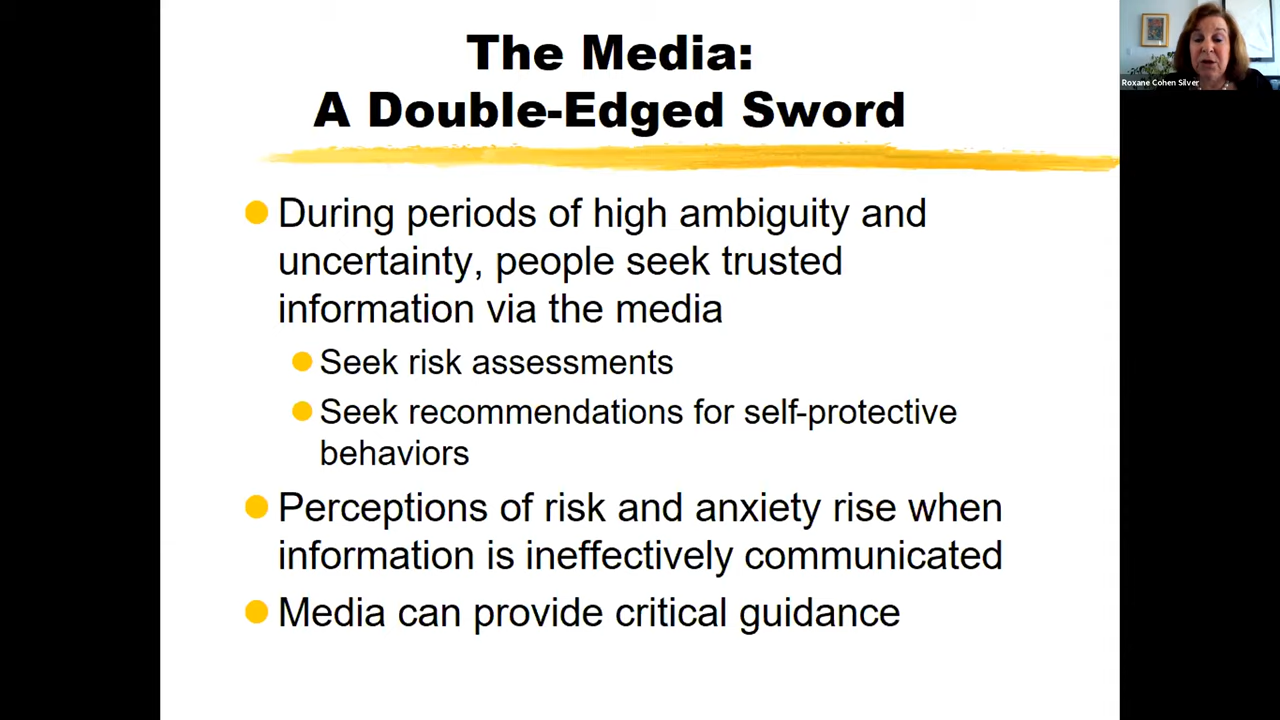 The Media:
A Double-Edged Sword
During periods of high ambiguity and
uncertainty, people seek trusted
information via the media
Seek risk assessments
Seek recommendations for self-protective
behaviors
Perceptions of risk and anxiety rise when
information is ineffectively communicated
Media can provide critical guidance
Roxane Cohen Silver